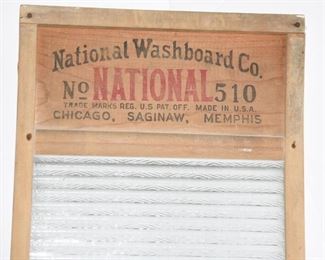 National Washboard Co.
No NATIONAL 510
TRADE MARKS REG. U.S PAT. OFF. MADE IN U.S.A.
CHICAGO, SAGINAW, MEMPHIS